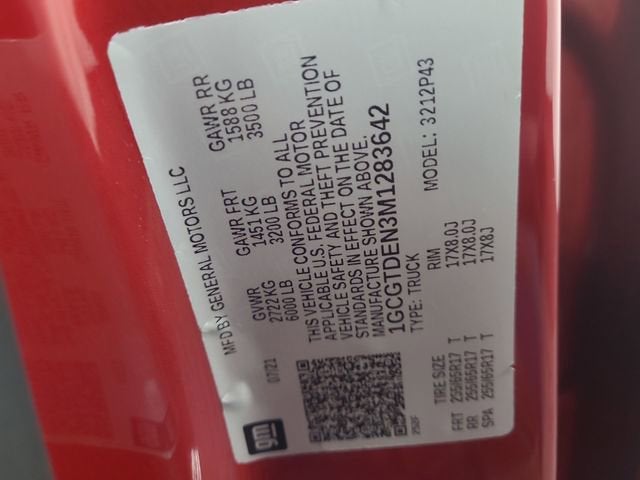 gm
07/21
MFD BY GENERAL MOTORS LLC
GVWR GAWR FRT GAWR RR
2722 KG 1451 KG 1588 KG
6000 LB 3200 LB 3500 LB
THIS VEHICLE CONFORMS TO ALL
APPLICABLE U.S. FEDERAL MOTOR
VEHICLE SAFETY AND THEFT PREVENTION
STANDARDS IN EFFECT ON THE DATE OF
MANUFACTURE SHOWN ABOVE.
1GCGTDEN3M1283642
TYPE: TRUCK MODEL: 3212P43
TIRE SIZE RIM
FRT 255/65R17 T 17X8.0J
RR 255/65R17 T 17X8.0J
SPA 255/65R17 T 17X8J